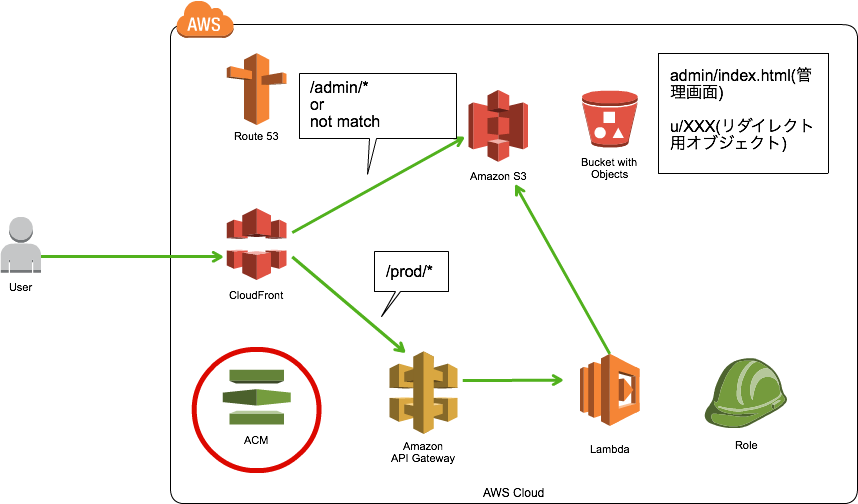 AWS
Route 53
/admin/*
or
not match
Amazon S3
Bucket with
Objects
admin/index.html(管
理画面)
u/XXX(リダイレクト
用オブジェクト)
User
CloudFront
/prod/*
ACM
Amazon
API Gateway
Lambda
Role
AWS Cloud